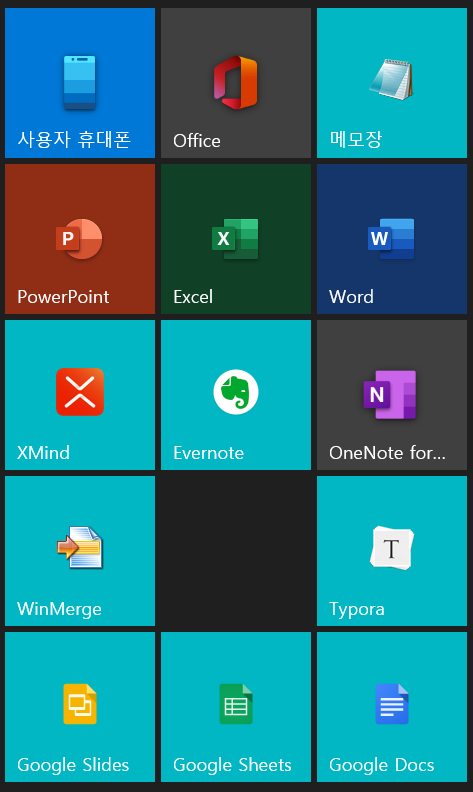 사용자 휴대폰
Office
메모장
P
PowerPoint
X
Excel
W
Word
XMind
Evernote
N
OneNote for...
WinMerge
T
Typora
Google Slides
Google Sheets
Google Docs